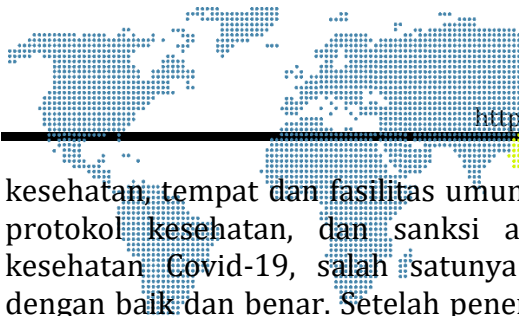 http
kesehatan, tempat dan fasilitas umum
protokol kesehatan, dan sanksi a
kesehatan Covid-19, salah satunya
dengan baik dan benar. Setelah pener